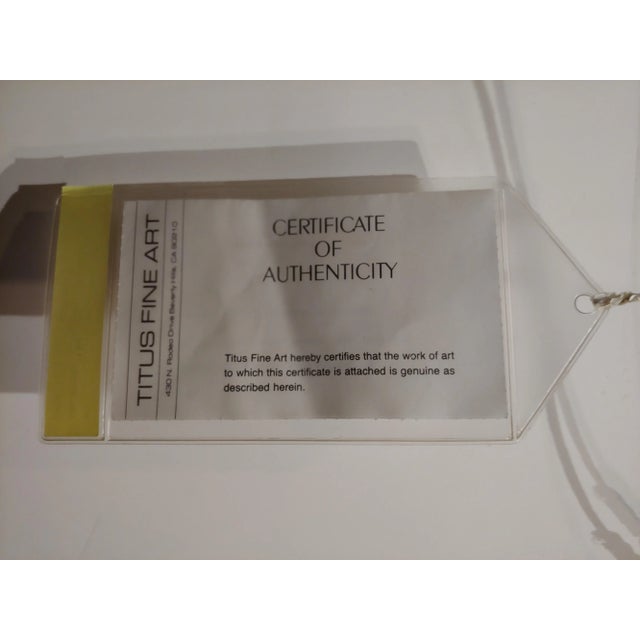 TITUS FINE ART
430 N. Rodeo Drive Beverly Hills, CA 90210
CERTIFICATE
OF
AUTHENTICITY
Titus Fine Art hereby certifies that the work of art
to which this certificate is attached is genuine as
described herein.